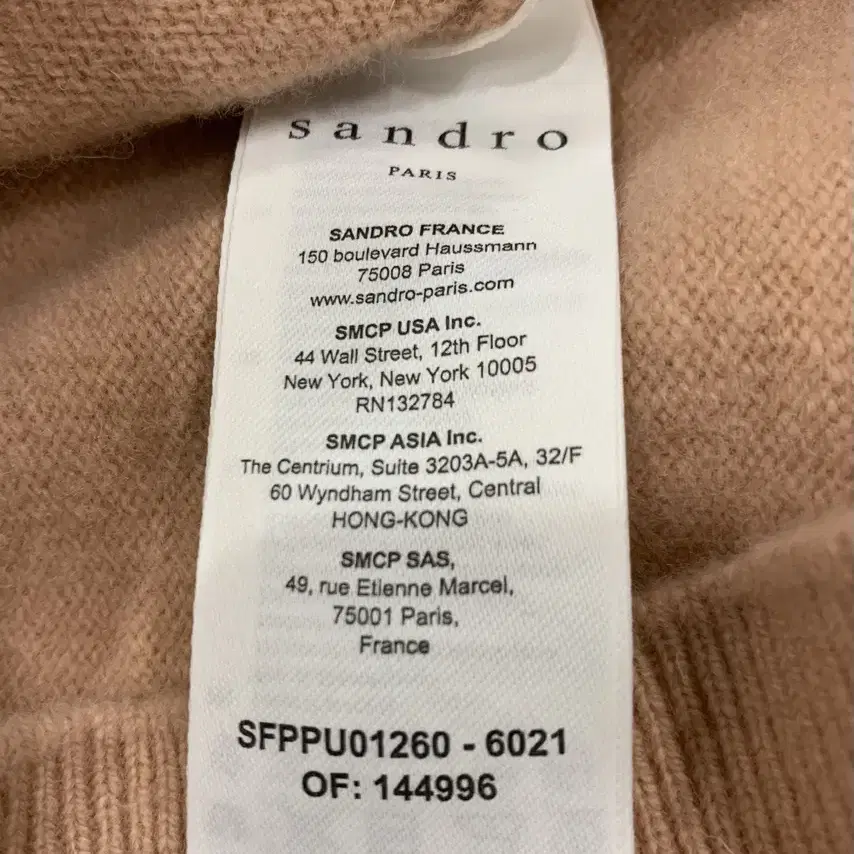 sandro
PARIS
SANDRO FRANCE
150 boulevard Haussmann
75008 Paris
www.sandro-paris.com
SMCP USA Inc.
44 Wall Street, 12th Floor
New York, New York 10005
RN132784
SMCP ASIA Inc.
The Centrium, Suite 3203A-5A, 32/F
60 Wyndham Street, Central
HONG-KONG
SMCP SAS,
49, rue Etienne Marcel,
75001 Paris,
France
SFPPU01260 - 6021
OF: 144996